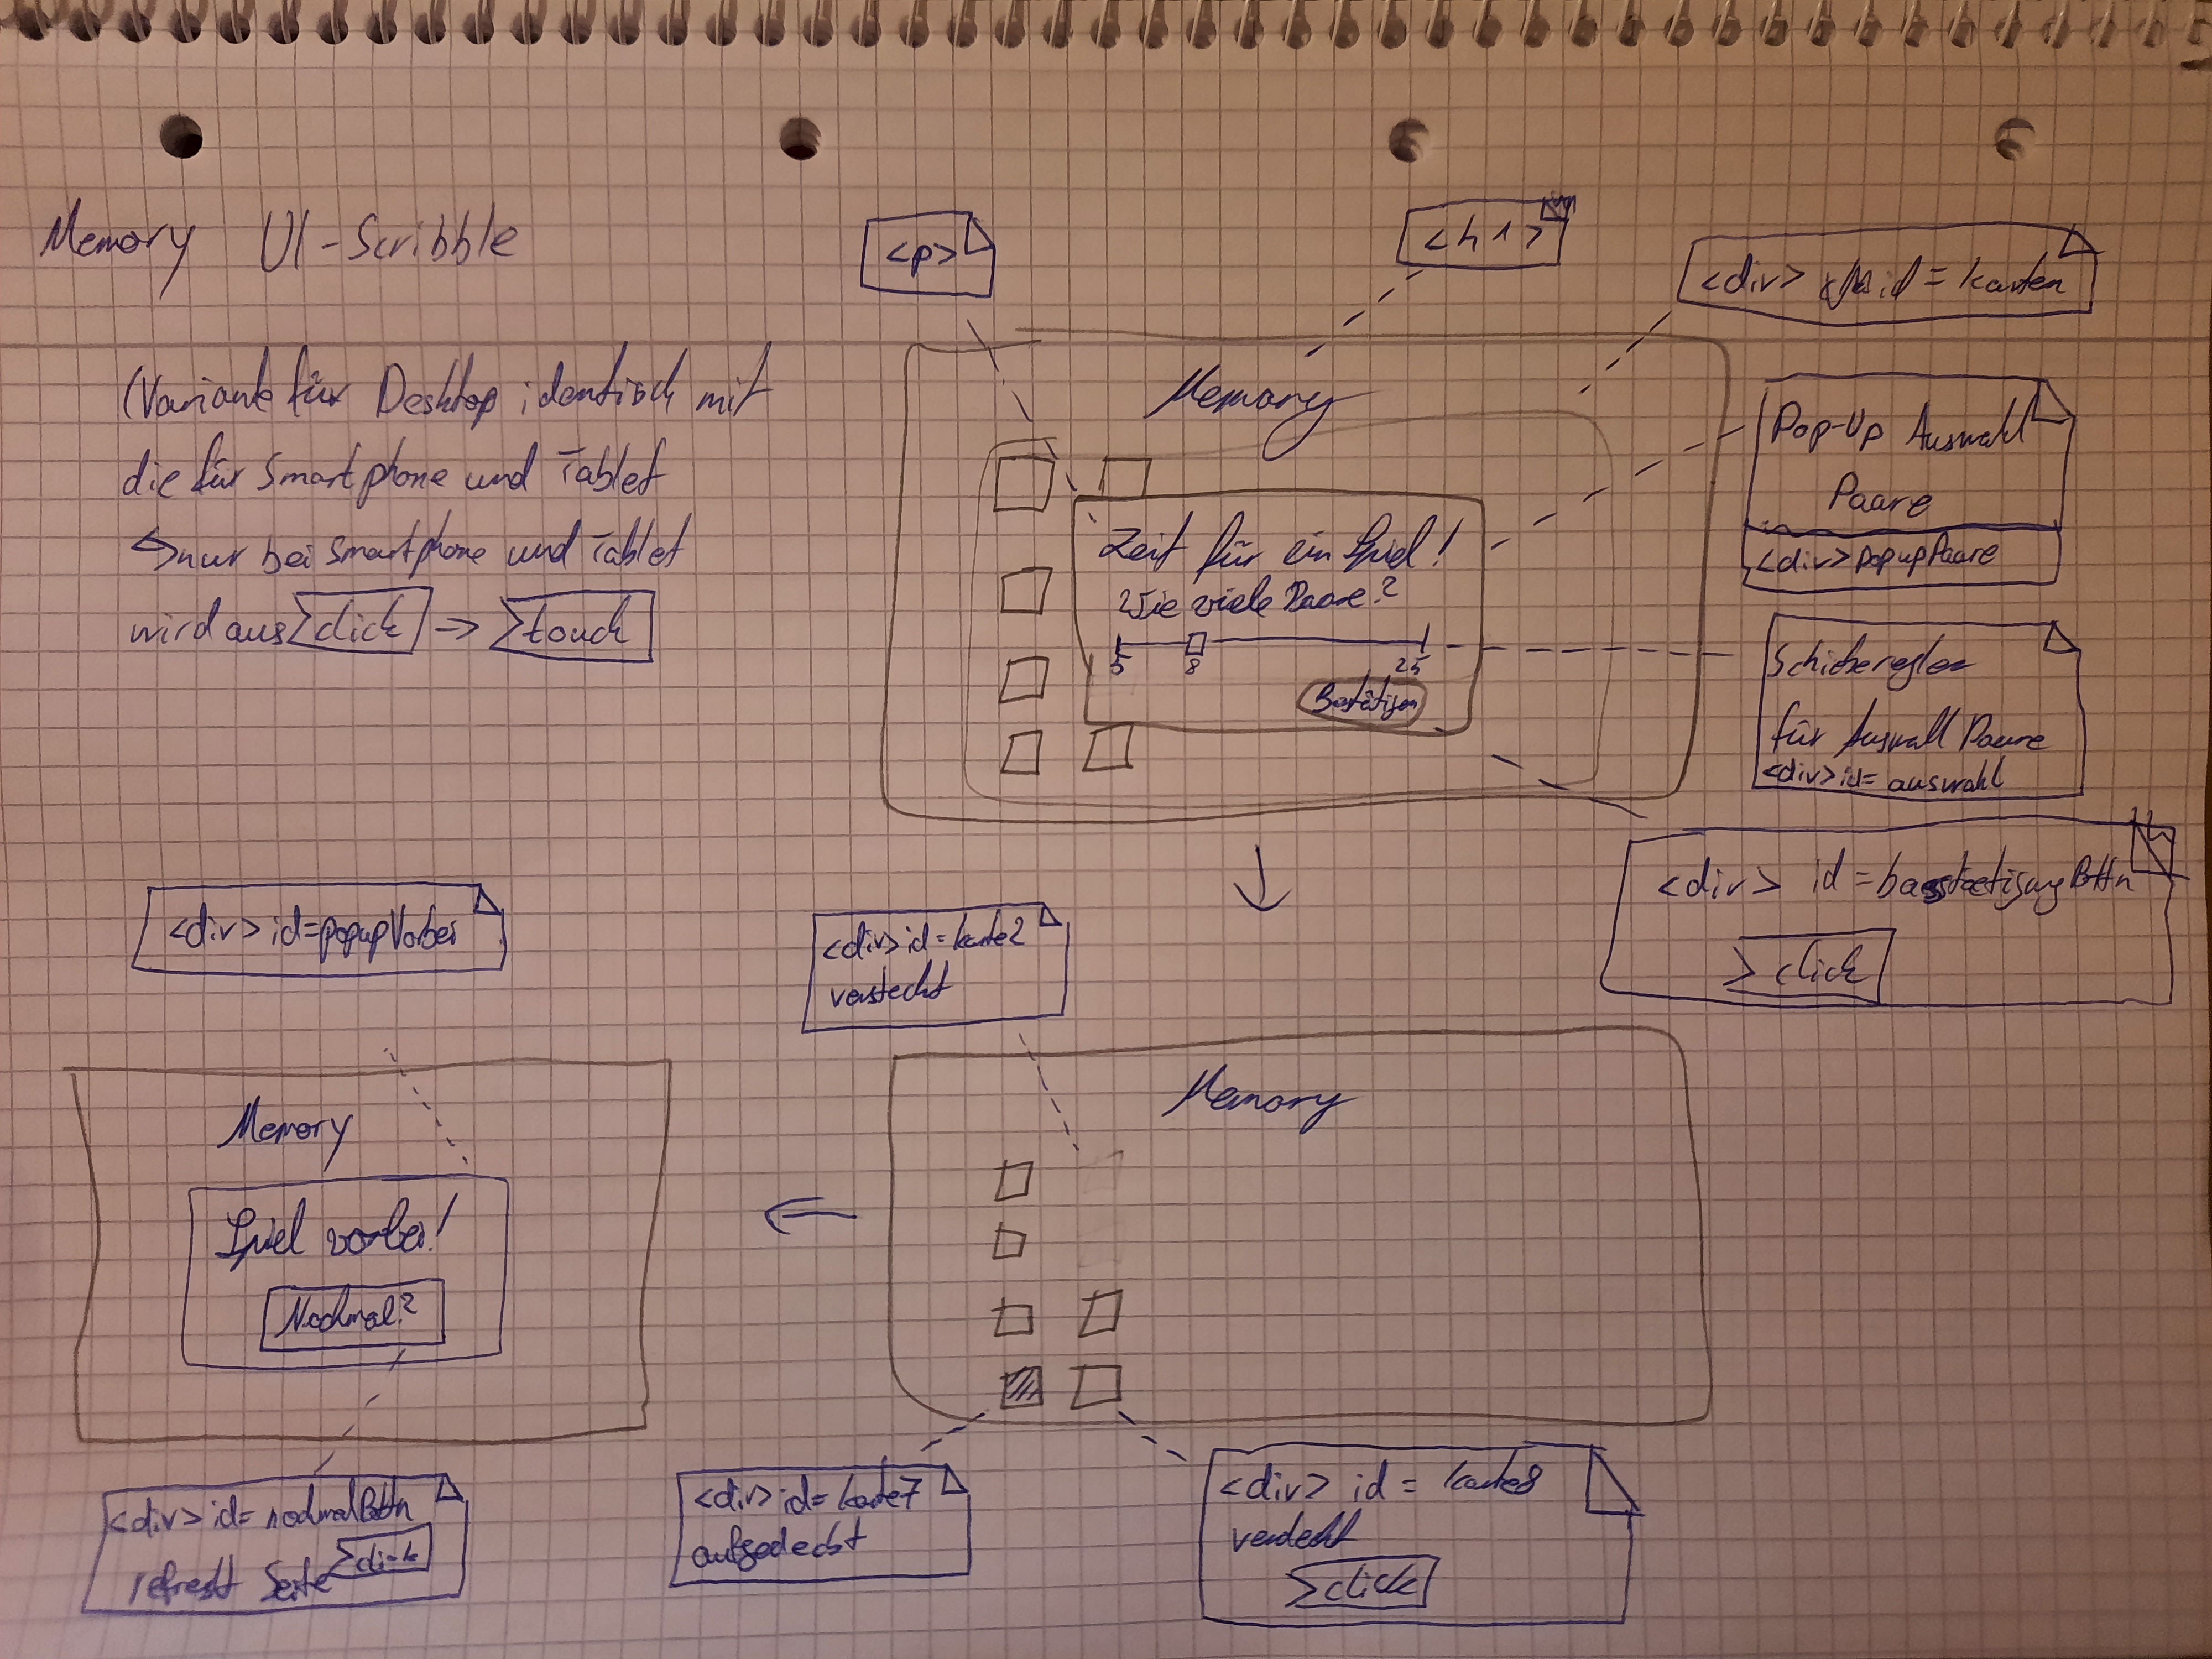 Memory UI-Scribble
(Variante für Desktop identisch mit
die für Smartphone und Tablet
=> nur bei Smartphone und Tablet
wird aus click => touch
<p>
<h1>
<div> id = karten
Memory
Zeit für ein Spiel!
Wie viele Paare?
5 8 25
Bestätigen
Pop-Up Auswahl
Paare
<div> popupPaare
Schieberegler
für Auswahl Paare
<div> id = auswahl
<div> id = baestaetigungBttn
click
<div> id = karte2
versteckt
Memory
<div> id = karte7
aufgedeckt
<div> id = karte8
verdeckt
click
<div> id = popupVorbei
Memory
Spiel vorbei!
Nochmal?
<div> id = nochmalBttn
refresht Seite click